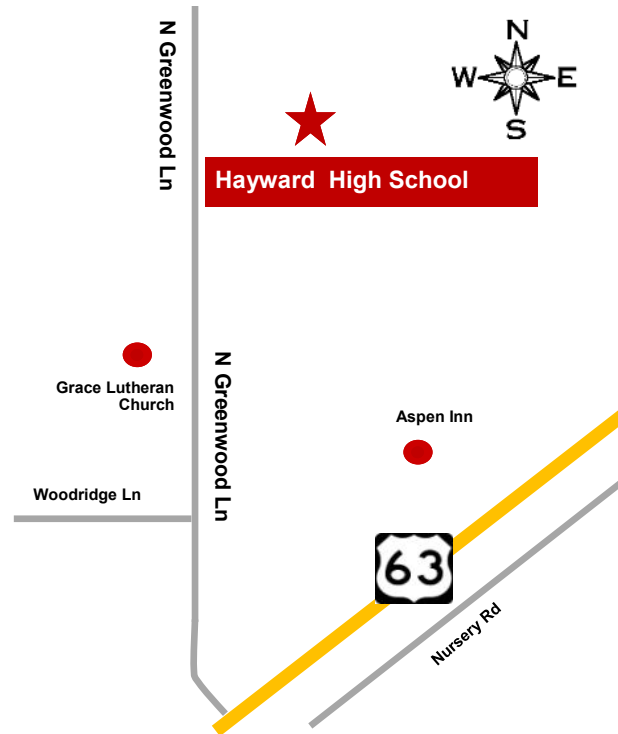 N
W E
S
N Greenwood Ln
Hayward High School
N Greenwood Ln
Grace Lutheran
Church
Aspen Inn
Woodridge Ln
63
Nursery Rd